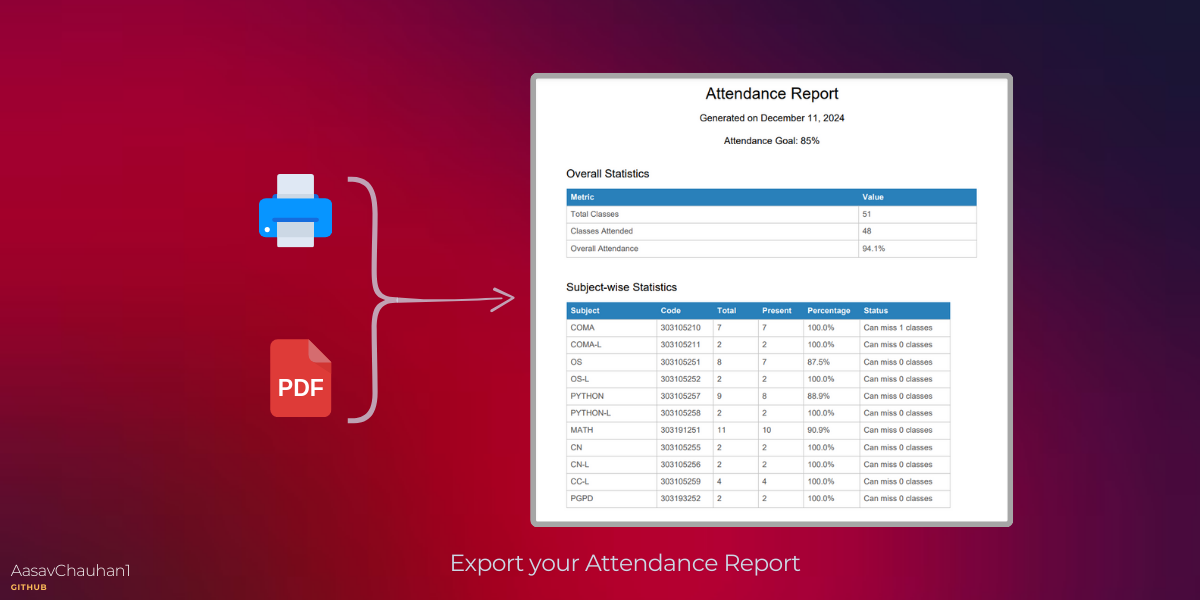 PDF
Attendance Report
Generated on December 11, 2024
Attendance Goal: 85%
Overall Statistics
Metric Value
Total Classes 51
Classes Attended 48
Overall Attendance 94.1%
Subject-wise Statistics
Subject Code Total Present Percentage Status
COMA 303105210 7 7 100.0% Can miss 1 classes
COMA-L 303105211 2 2 100.0% Can miss 0 classes
OS 303105251 8 7 87.5% Can miss 0 classes
OS-L 303105252 2 2 100.0% Can miss 0 classes
PYTHON 303105257 9 8 88.9% Can miss 0 classes
PYTHON-L 303105258 2 2 100.0% Can miss 0 classes
MATH 303191251 11 10 90.9% Can miss 0 classes
CN 303105255 2 2 100.0% Can miss 0 classes
CN-L 303105256 2 2 100.0% Can miss 0 classes
CC-L 303105259 4 4 100.0% Can miss 0 classes
PGPD 303193252 2 2 100.0% Can miss 0 classes
Export your Attendance Report
AasavChauhan1
GITHUB